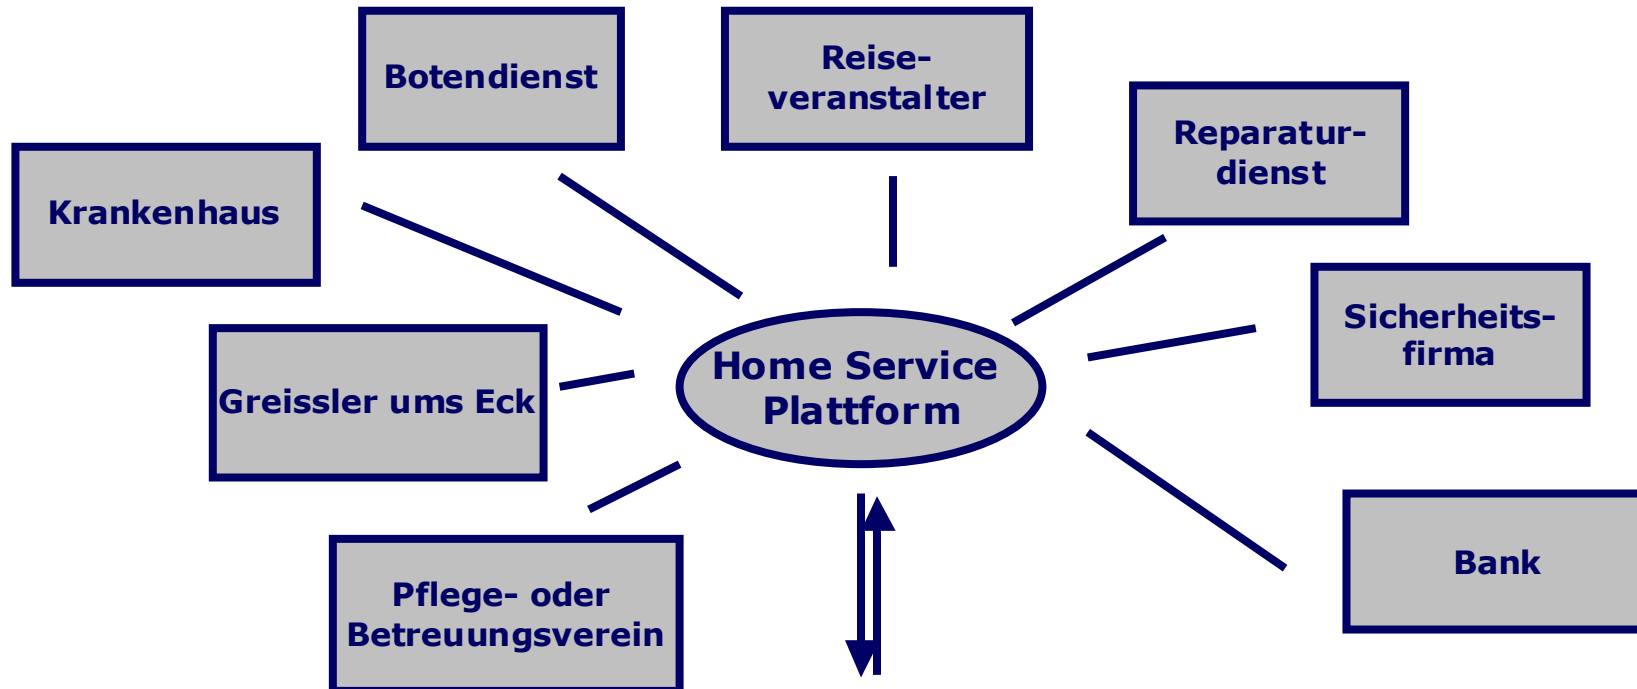 Botendienst
Reise-
veranstalter
Reparatur-
dienst
Krankenhaus
Sicherheits-
firma
Home Service
Plattform
Greissler ums Eck
Bank
Pflege- oder
Betreuungsverein